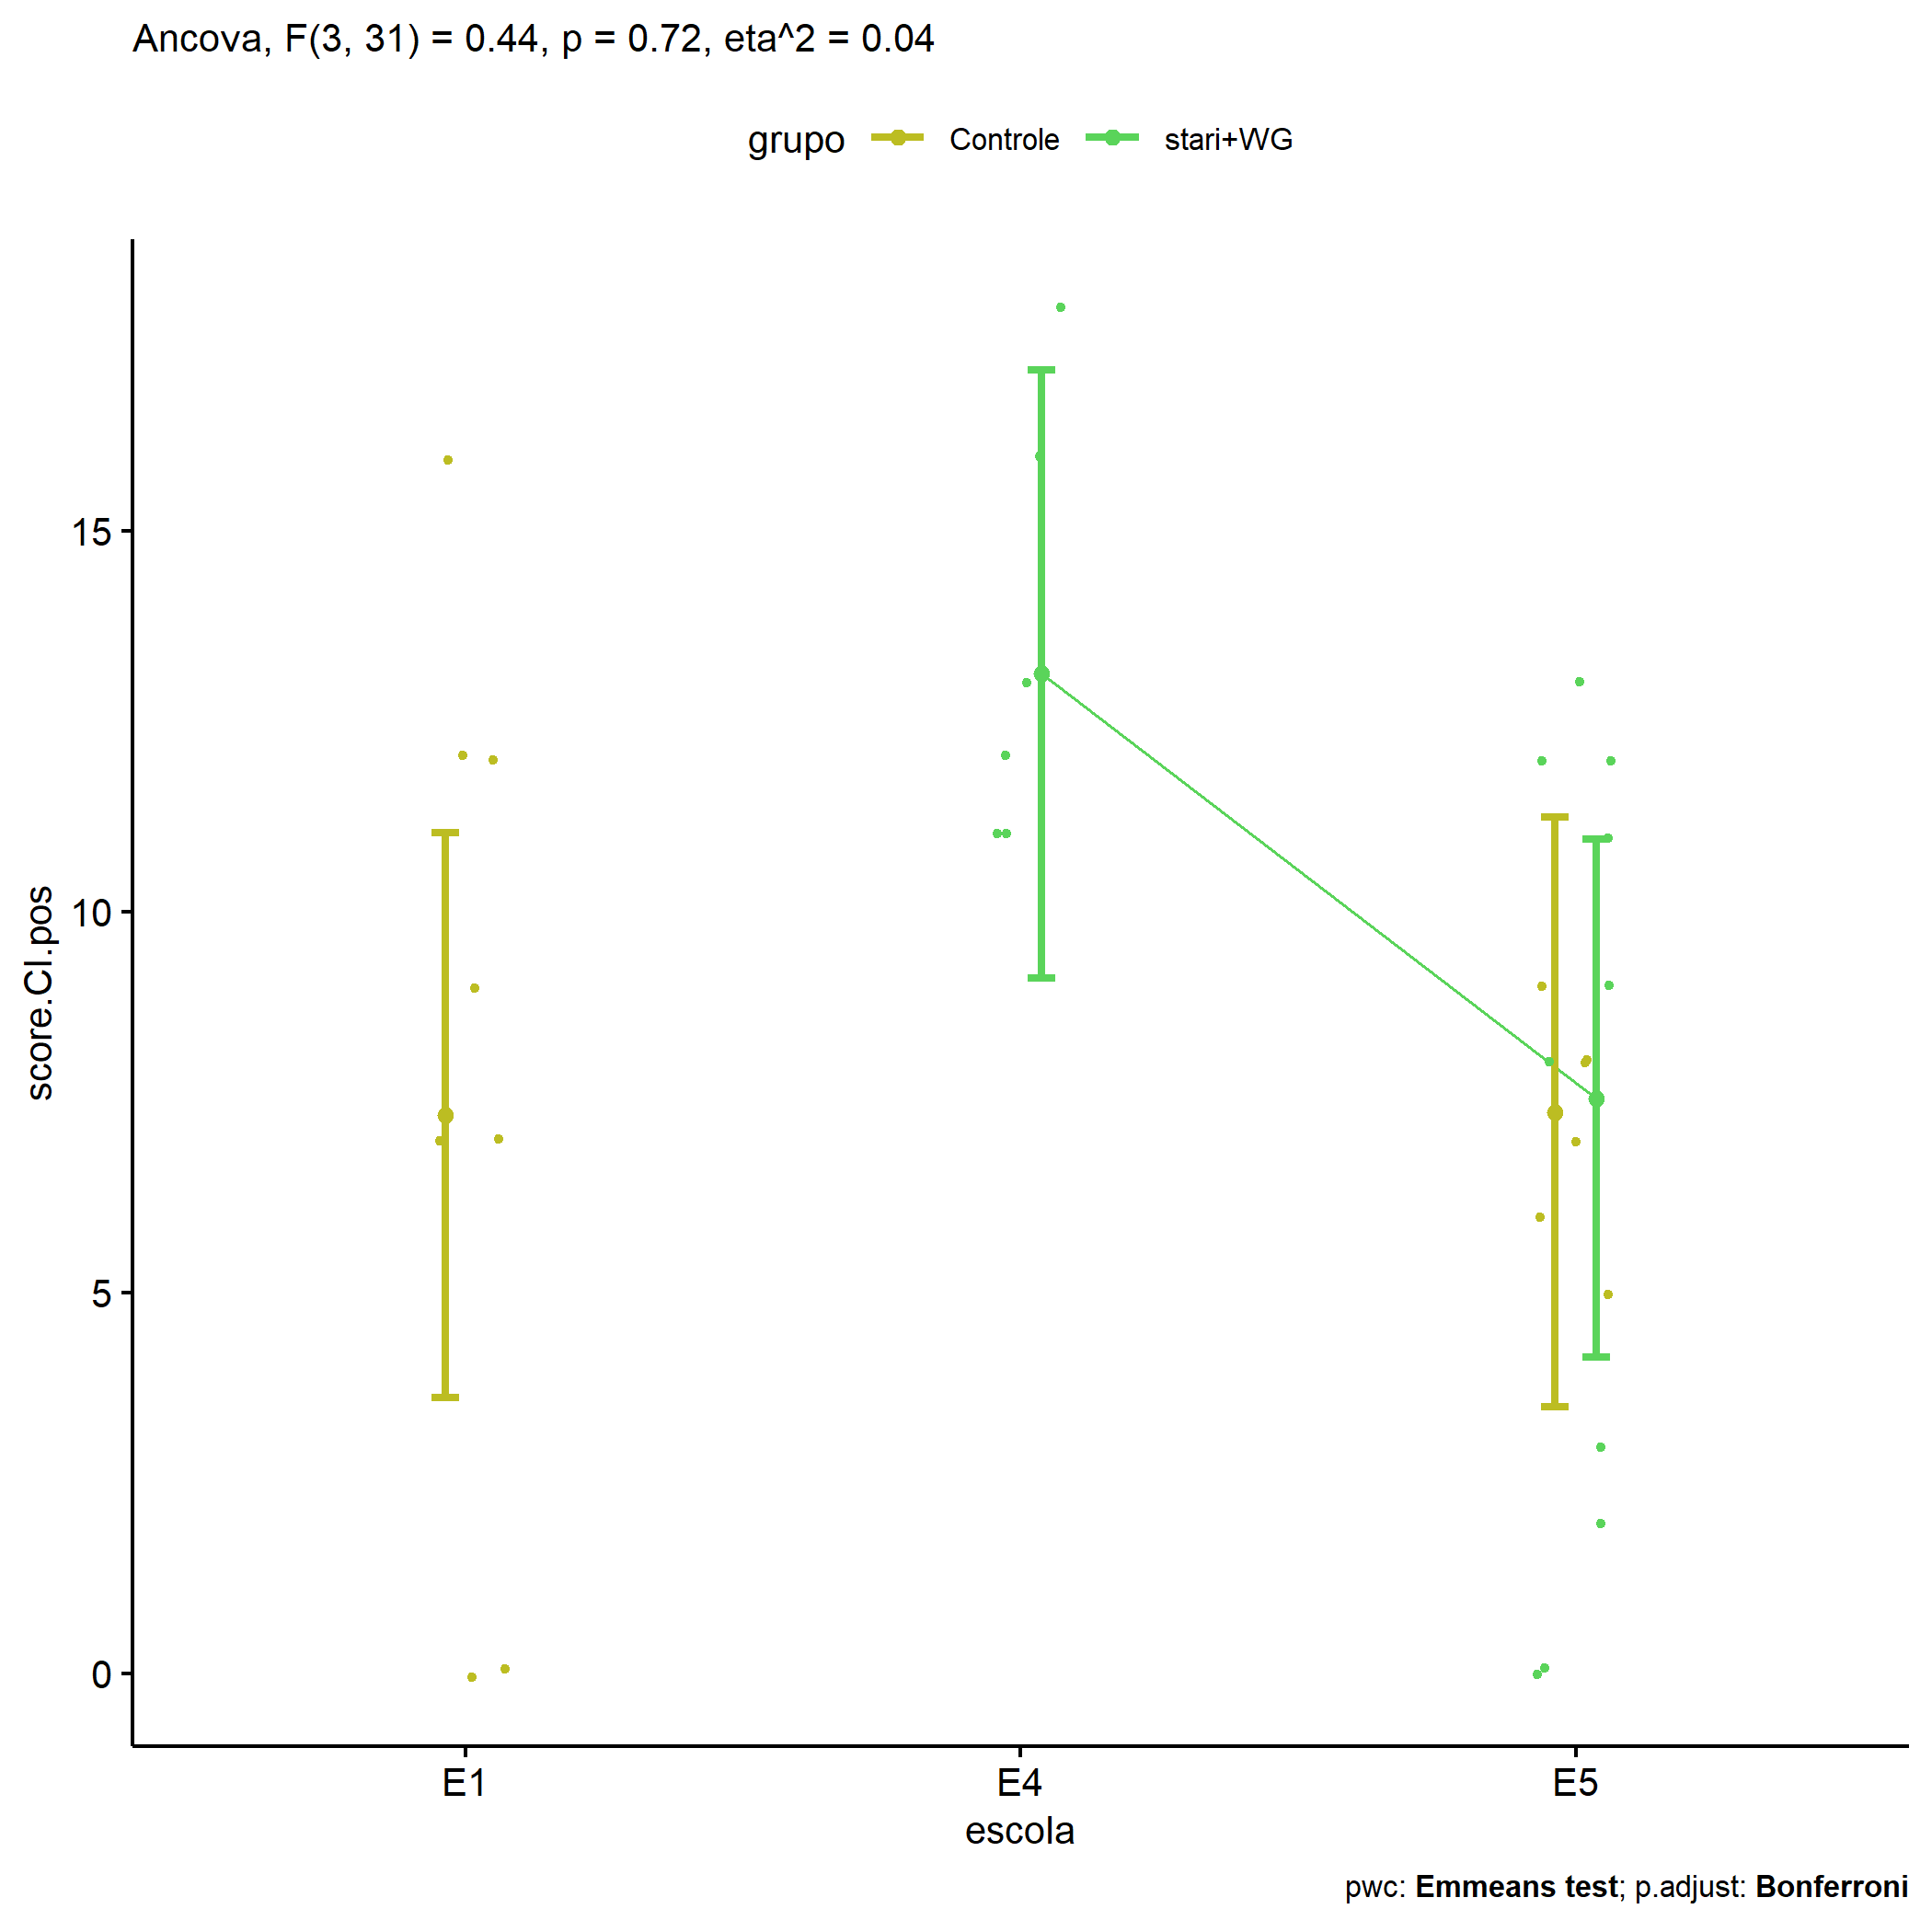 Ancova, F(3, 31) = 0.44, p = 0.72, eta^2 = 0.04
grupo Controle stari+WG
score.CI.pos
15
10
5
0
E1 E4 E5
escola
pwc: Emmeans test; p.adjust: Bonferroni